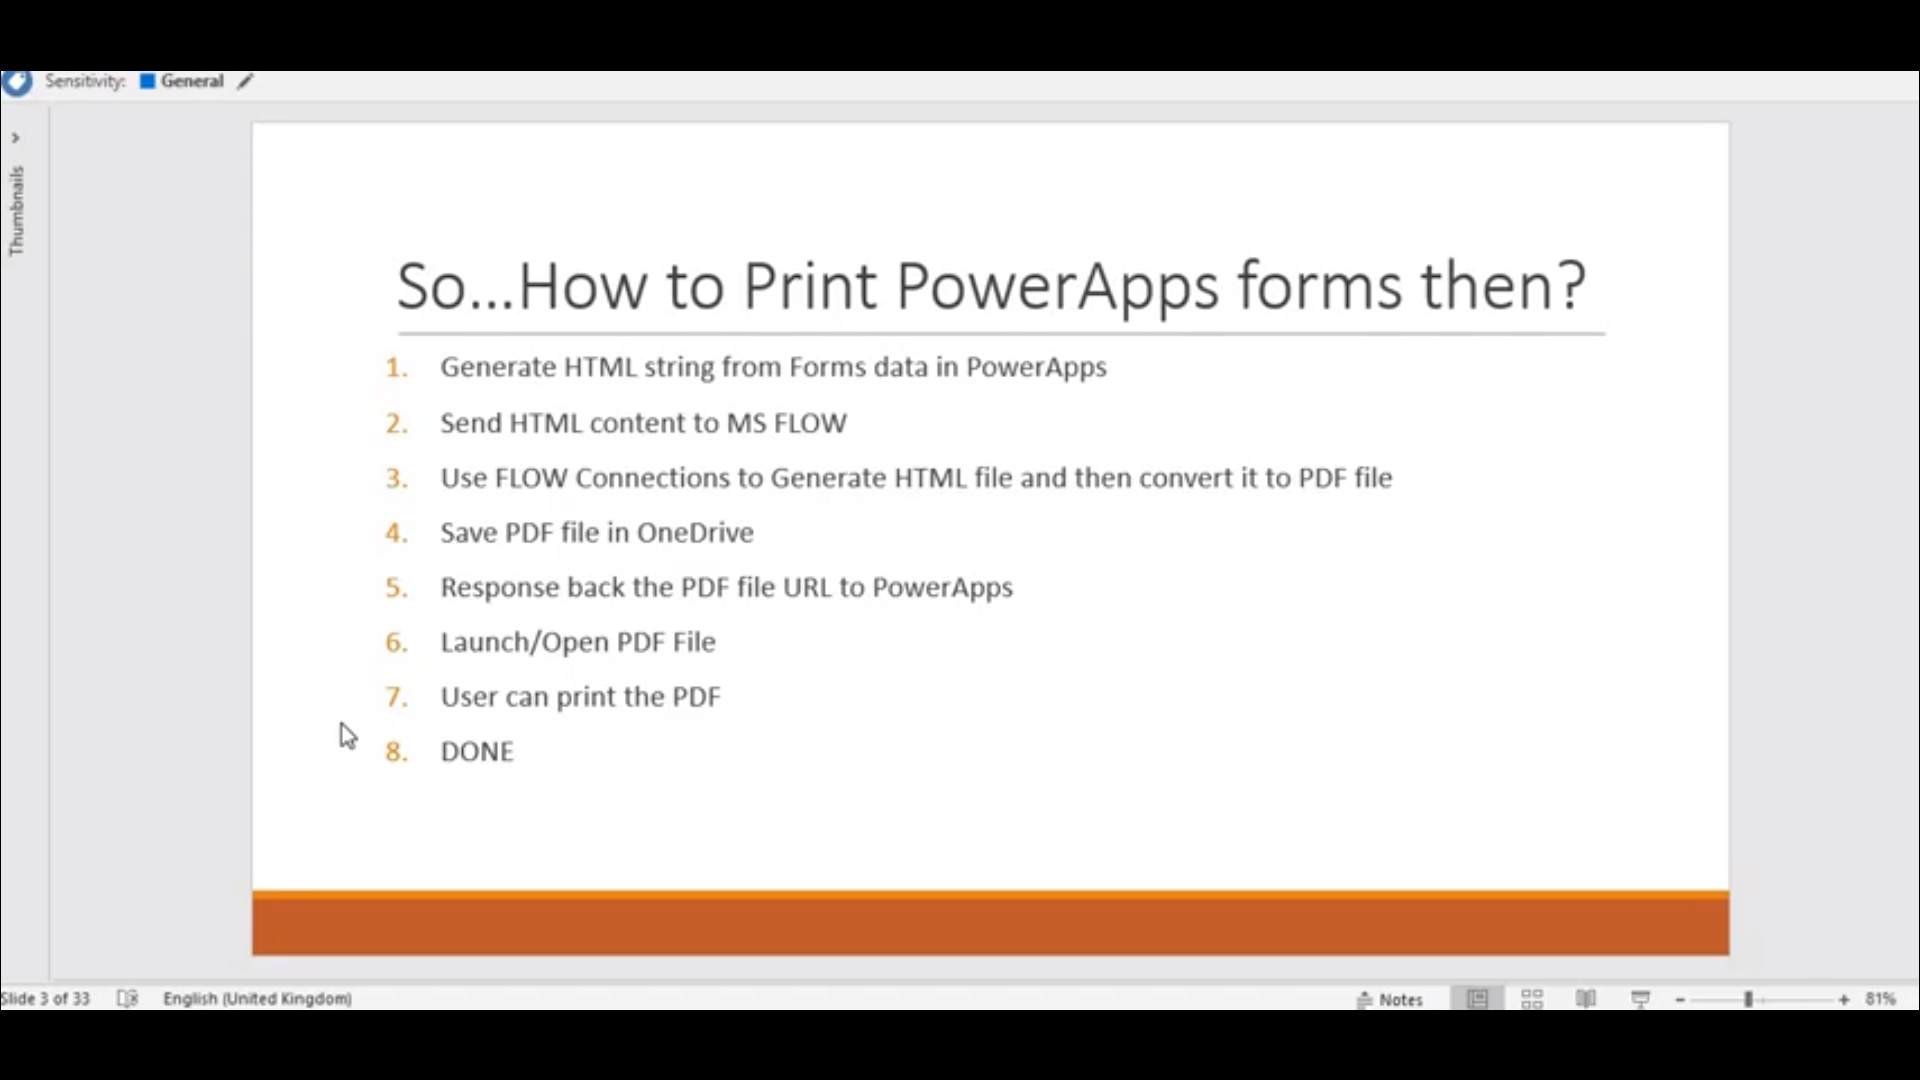 Sensitivity: General
Thumbnails
So...How to Print PowerApps forms then?
1. Generate HTML string from Forms data in PowerApps
2. Send HTML content to MS FLOW
3. Use FLOW Connections to Generate HTML file and then convert it to PDF file
4. Save PDF file in OneDrive
5. Response back the PDF file URL to PowerApps
6. Launch/Open PDF File
7. User can print the PDF
8. DONE
Slide 3 of 33 English (United Kingdom) Notes 81%